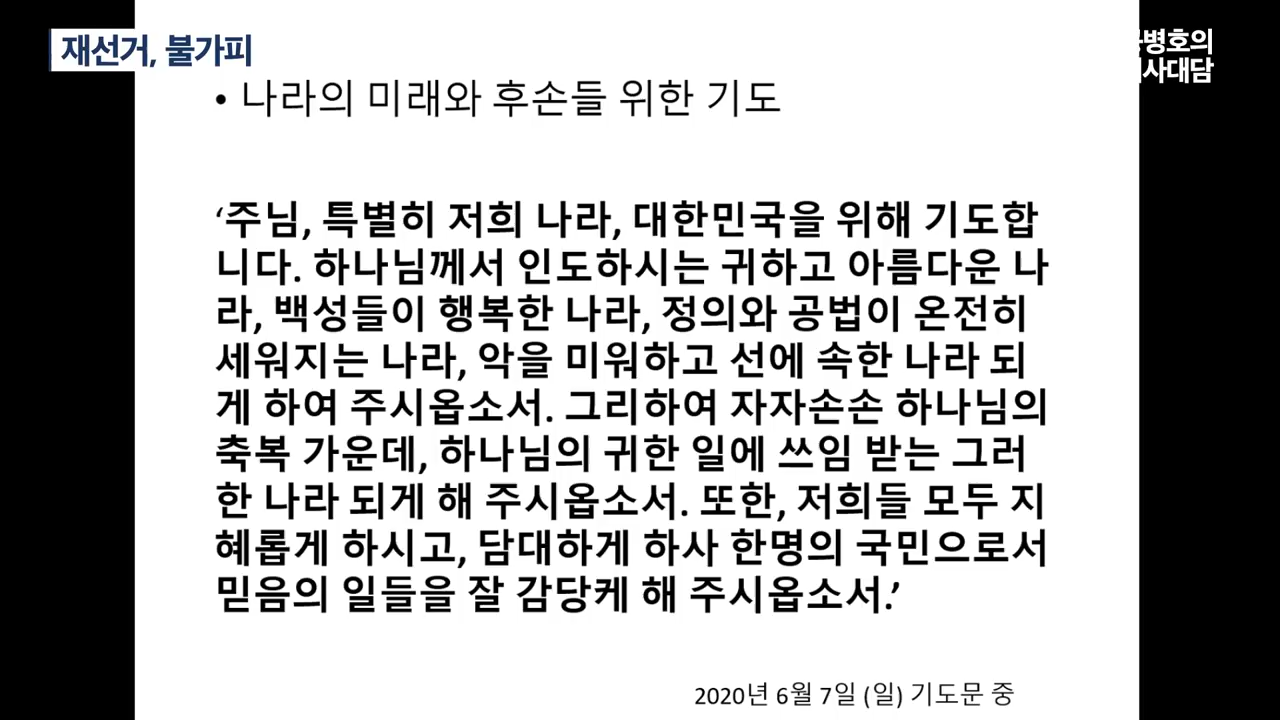 재선거, 불가피
병호의
사대담
• 나라의 미래와 후손들 위한 기도
‘주님, 특별히 저희 나라, 대한민국을 위해 기도합
니다. 하나님께서 인도하시는 귀하고 아름다운 나
라, 백성들이 행복한 나라, 정의와 공법이 온전히
세워지는 나라, 악을 미워하고 선에 속한 나라 되
게 하여 주시옵소서. 그리하여 자자손손 하나님의
축복 가운데, 하나님의 귀한 일에 쓰임 받는 그러
한 나라 되게 해 주시옵소서. 또한, 저희들 모두 지
혜롭게 하시고, 담대하게 하사 한명의 국민으로서
믿음의 일들을 잘 감당케 해 주시옵소서.’
2020년 6월 7일 (일) 기도문 중